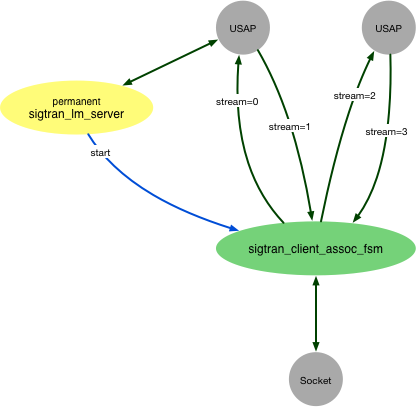 USAP
USAP
permanent
sigtran_lm_server
stream=0
stream=2
stream=1
stream=3
start
sigtran_client_assoc_fsm
Socket